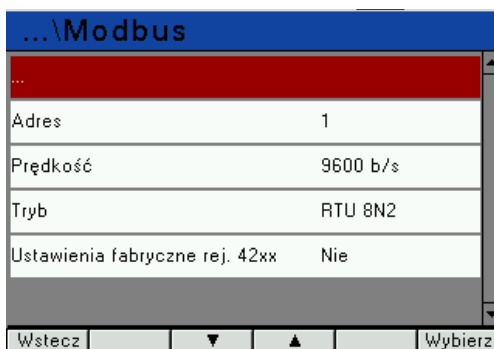 ...\Modbus
...
Adres 1
Prędkość 9600 b/s
Tryb RTU 8N2
Ustawienia fabryczne rej. 42xx Nie
Wstecz ▼ ▲ Wybierz